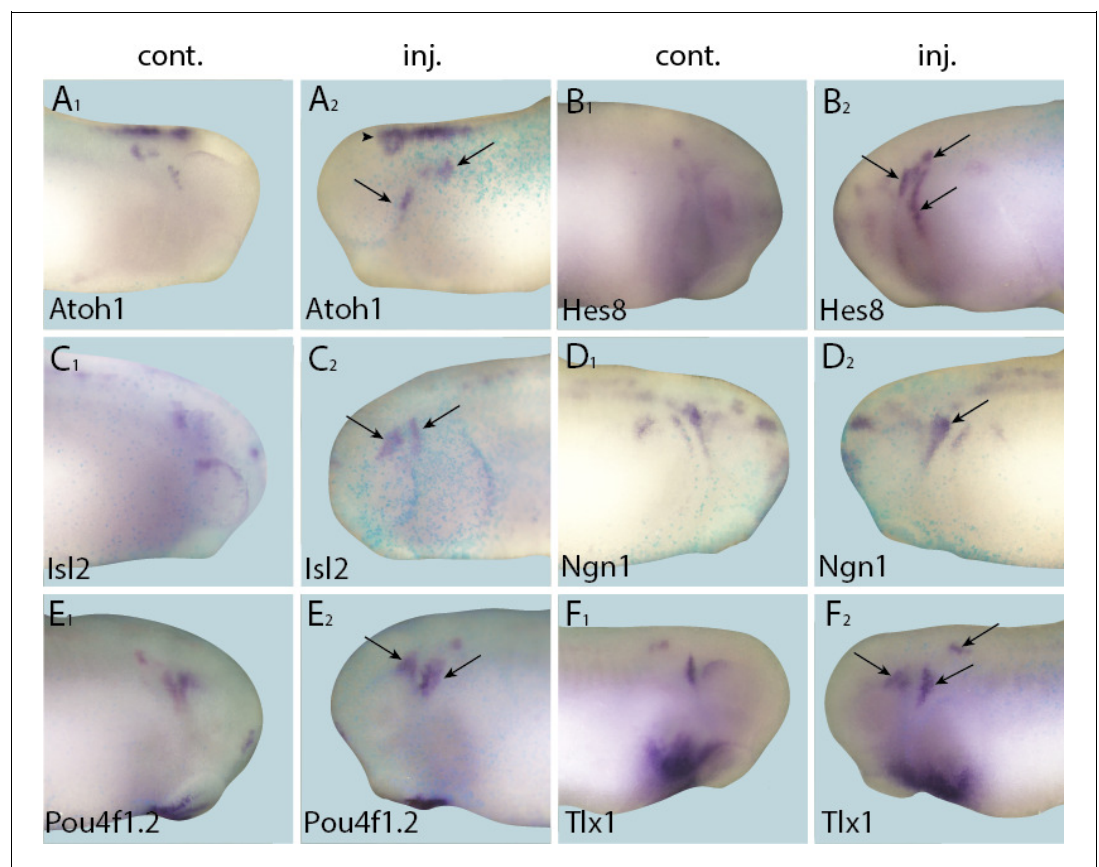 cont. inj. cont. inj.
A1 A2 B1 B2
Atoh1 Atoh1 Hes8 Hes8
C1 C2 D1 D2
Isl2 Isl2 Ngn1 Ngn1
E1 E2 F1 F2
Pou4f1.2 Pou4f1.2 Tlx1 Tlx1